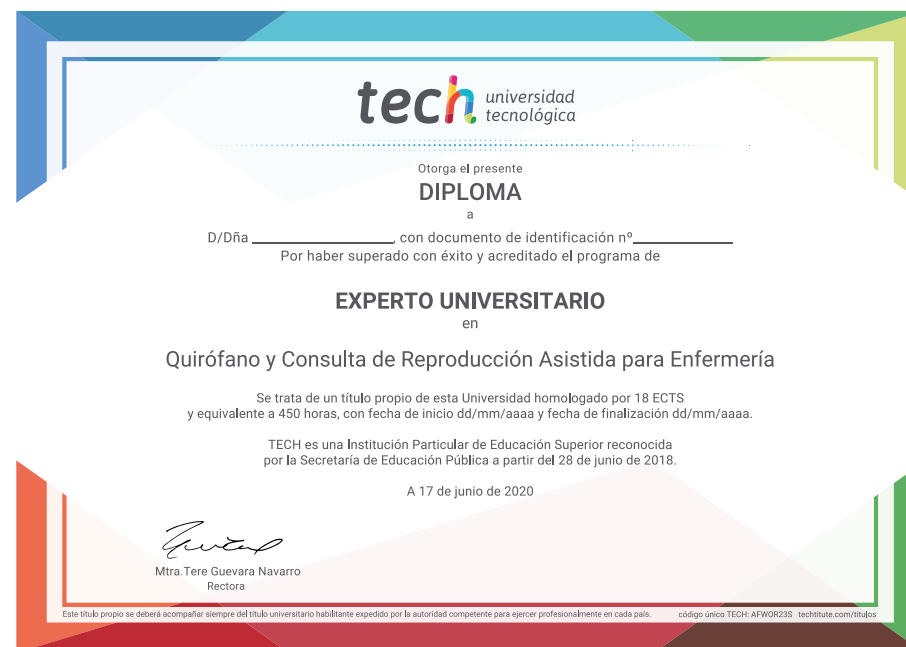 tech universidad
tecnológica
Otorga el presente
DIPLOMA
a
D/Dña ________________, con documento de identificación nº____________
Por haber superado con éxito y acreditado el programa de
EXPERTO UNIVERSITARIO
en
Quirófano y Consulta de Reproducción Asistida para Enfermería
Se trata de un título propio de esta Universidad homologado por 18 ECTS
y equivalente a 450 horas, con fecha de inicio dd/mm/aaaa y fecha de finalización dd/mm/aaaa.
TECH es una Institución Particular de Educación Superior reconocida
por la Secretaría de Educación Pública a partir del 28 de junio de 2018.
A 17 de junio de 2020
Mtra.Tere Guevara Navarro
Rectora
Este título propio se deberá acompañar siempre del título universitario habilitante expedido por la autoridad competente para ejercer profesionalmente en cada país. código único TECH: AFWOR23S techtitute.com/titulos